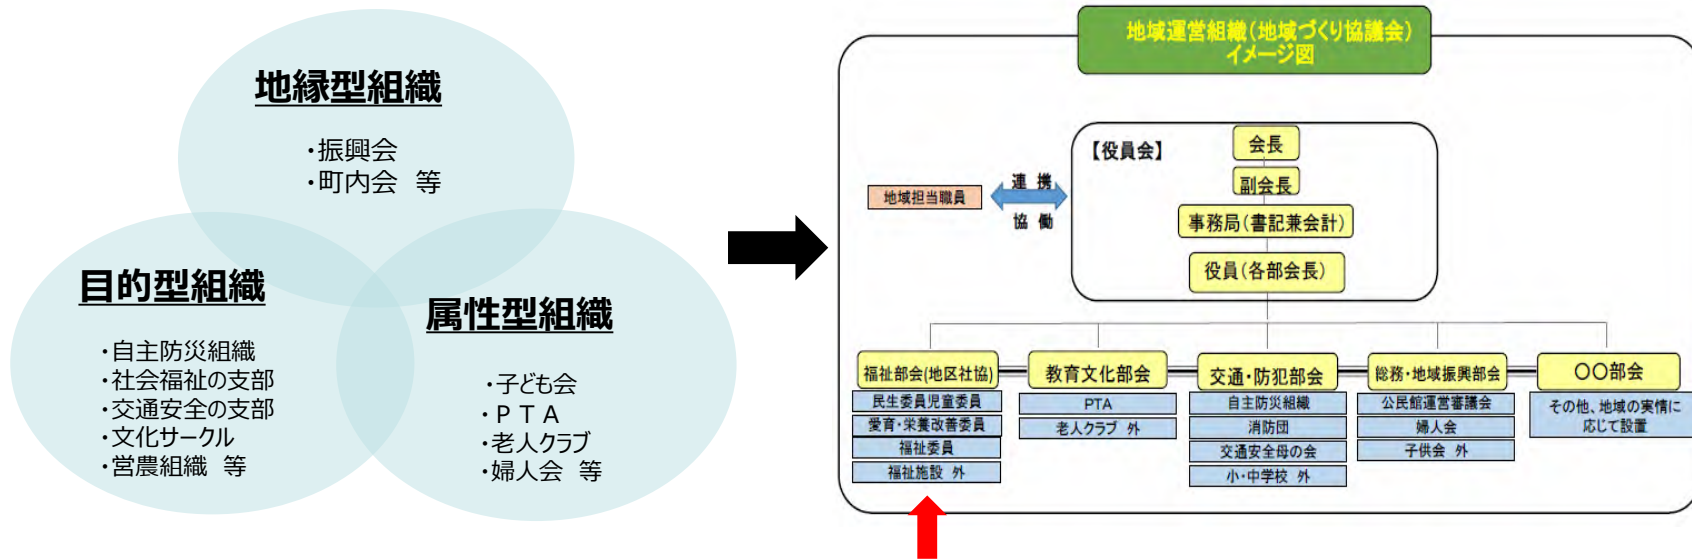 地縁型組織
・振興会
・町内会 等
目的型組織
・自主防災組織
・社会福祉の支部
・交通安全の支部
・文化サークル
・営農組織 等
属性型組織
・子ども会
・PTA
・老人クラブ
・婦人会 等
地域運営組織(地域づくり協議会)
イメージ図
【役員会】
会長
副会長
事務局(書記兼会計)
役員(各部会長)
地域担当職員
連 携
協 働
福祉部会(地区社協)
民生委員児童委員
愛育・栄養改善委員
福祉委員
福祉施設 外
教育文化部会
PTA
老人クラブ 外
交通・防犯部会
自主防災組織
消防団
交通安全母の会
小・中学校 外
総務・地域振興部会
公民館運営審議会
婦人会
子供会 外
〇〇部会
その他、地域の実情に
応じて設置